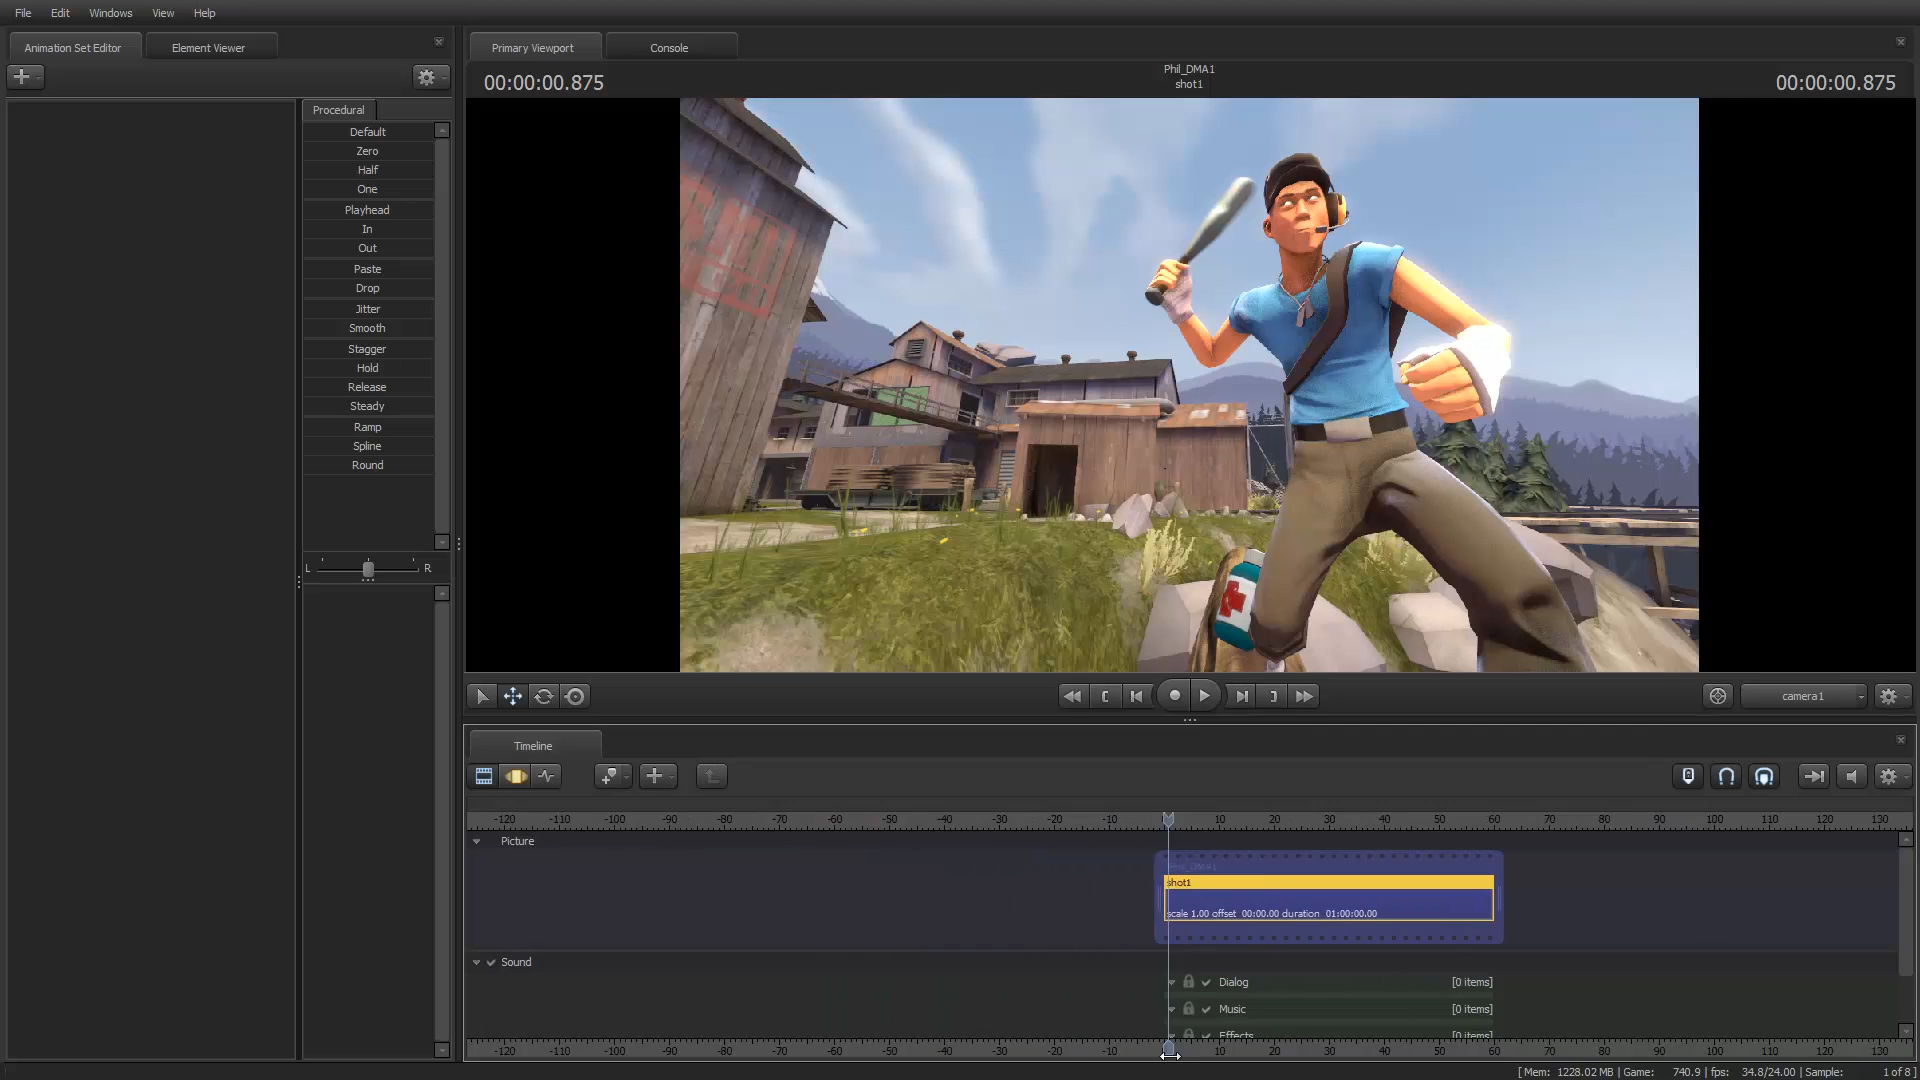 File Edit Windows View Help
Animation Set Editor Element Viewer
Primary Viewport Console
00:00:00.875
Phil_DMA1
shot1
00:00:00.875
Procedural
Default
Zero
Half
One
Playhead
In
Out
Paste
Drop
Jitter
Smooth
Stagger
Hold
Release
Steady
Ramp
Spline
Round
L R
camera1
Timeline
-120 -110 -100 -90 -80 -70 -60 -50 -40 -30 -20 -10 10 20 30 40 50 60 70 80 90 100 110 120 130
Picture
Phil_DMA1
shot1
scale 1.00 offset 00:00.00 duration 01:00:00.00
Sound
Dialog [0 items]
Music [0 items]
Effects [0 items]
-120 -110 -100 -90 -80 -70 -60 -50 -40 -30 -20 -10 10 20 30 40 50 60 70 80 90 100 110 120 130
[ Mem: 1228.02 MB | Game: 740.9 | fps: 34.8/24.00 | Sample: 1 of 8 ]